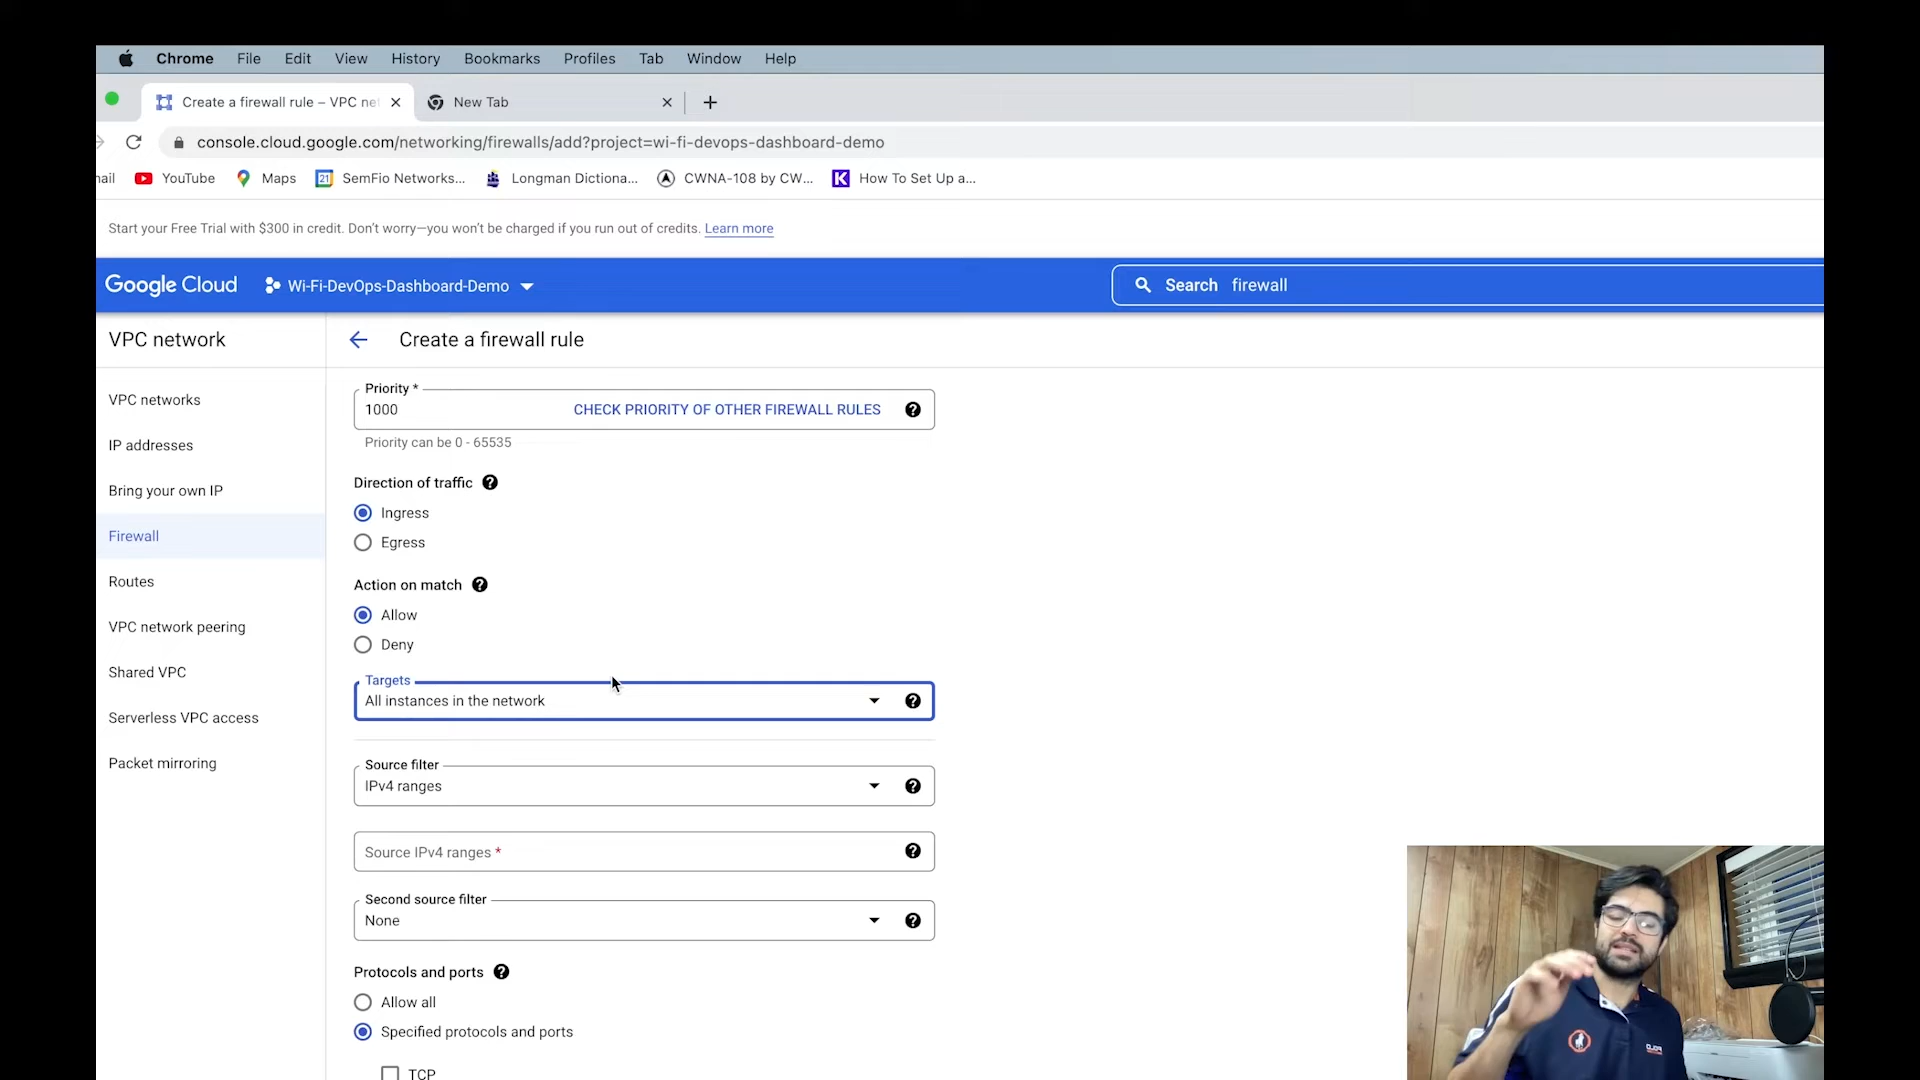 Chrome File Edit View History Bookmarks Profiles Tab Window Help
Create a firewall rule – VPC net New Tab
console.cloud.google.com/networking/firewalls/add?project=wi-fi-devops-dashboard-demo
ail YouTube Maps 21 SemFio Networks... Longman Dictiona... CWNA-108 by CW... K How To Set Up a...
Start your Free Trial with $300 in credit. Don't worry—you won't be charged if you run out of credits. Learn more
Google Cloud Wi-Fi-DevOps-Dashboard-Demo Search firewall
VPC network
Create a firewall rule
VPC networks
IP addresses
Bring your own IP
Firewall
Routes
VPC network peering
Shared VPC
Serverless VPC access
Packet mirroring
Priority *
1000 CHECK PRIORITY OF OTHER FIREWALL RULES
Priority can be 0 - 65535
Direction of traffic
Ingress
Egress
Action on match
Allow
Deny
Targets
All instances in the network
Source filter
IPv4 ranges
Source IPv4 ranges *
Second source filter
None
Protocols and ports
Allow all
Specified protocols and ports
TCP
POLO